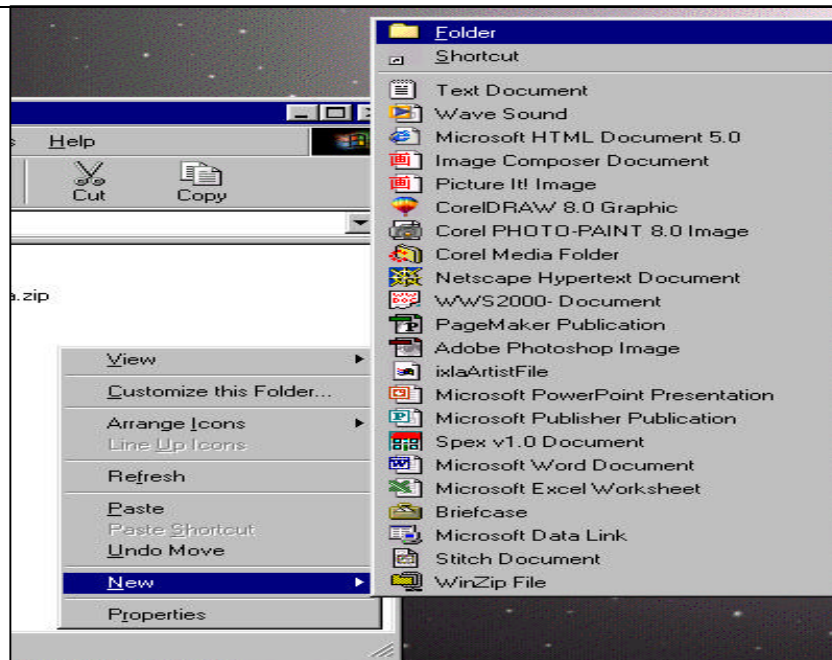 Help
Cut
Copy
a.zip
View
Customize this Folder...
Arrange Icons
Line Up Icons
Refresh
Paste
Paste Shortcut
Undo Move
New
Properties
Folder
Shortcut
Text Document
Wave Sound
Microsoft HTML Document 5.0
Image Composer Document
Picture It! Image
CorelDRAW 8.0 Graphic
Corel PHOTO-PAINT 8.0 Image
Corel Media Folder
Netscape Hypertext Document
WWS2000- Document
PageMaker Publication
Adobe Photoshop Image
ixlaArtistFile
Microsoft PowerPoint Presentation
Microsoft Publisher Publication
Spex v1.0 Document
Microsoft Word Document
Microsoft Excel Worksheet
Briefcase
Microsoft Data Link
Stitch Document
WinZip File